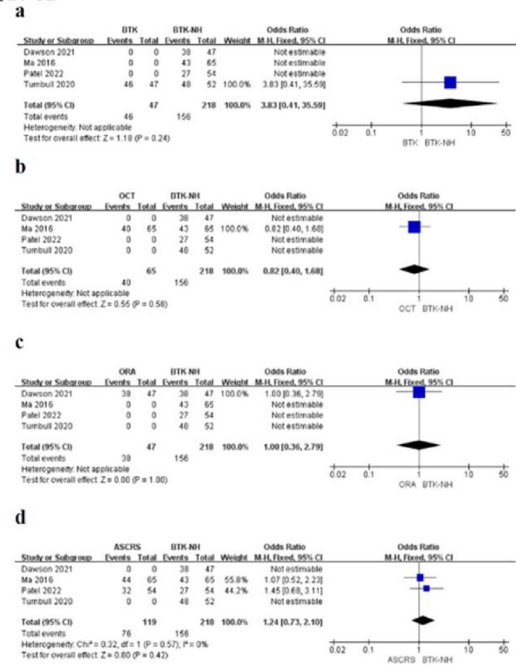 a
BTK BTK-NH Odds Ratio Odds Ratio
Study or Subgroup Events Total Events Total Weight M-H, Fixed, 95% CI M-H, Fixed, 95% CI
Dawson 2021 0 0 38 47 Not estimable
Ma 2016 0 0 43 65 Not estimable
Patel 2022 0 0 27 54 Not estimable
Turnbull 2020 46 47 48 52 100.0% 3.83 [0.41, 35.59]
Total (95% CI) 47 218 100.0% 3.83 [0.41, 35.59]
Total events 46 156
Heterogeneity: Not applicable
Test for overall effect: Z = 1.18 (P = 0.24)
0.02 0.1 1 10 50
BTK BTK-NH
b
OCT BTK-NH Odds Ratio Odds Ratio
Study or Subgroup Events Total Events Total Weight M-H, Fixed, 95% CI M-H, Fixed, 95% CI
Dawson 2021 0 0 38 47 Not estimable
Ma 2016 40 65 43 65 100.0% 0.82 [0.40, 1.68]
Patel 2022 0 0 27 54 Not estimable
Turnbull 2020 0 0 48 52 Not estimable
Total (95% CI) 65 218 100.0% 0.82 [0.40, 1.68]
Total events 40 156
Heterogeneity: Not applicable
Test for overall effect: Z = 0.55 (P = 0.58)
0.02 0.1 1 10 50
OCT BTK-NH
c
ORA BTK-NH Odds Ratio Odds Ratio
Study or Subgroup Events Total Events Total Weight M-H, Fixed, 95% CI M-H, Fixed, 95% CI
Dawson 2021 38 47 38 47 100.0% 1.00 [0.36, 2.79]
Ma 2016 0 0 43 65 Not estimable
Patel 2022 0 0 27 54 Not estimable
Turnbull 2020 0 0 48 52 Not estimable
Total (95% CI) 47 218 100.0% 1.00 [0.36, 2.79]
Total events 38 156
Heterogeneity: Not applicable
Test for overall effect: Z = 0.00 (P = 1.00)
0.02 0.1 1 10 50
ORA BTK-NH
d
ASCRS BTK-NH Odds Ratio Odds Ratio
Study or Subgroup Events Total Events Total Weight M-H, Fixed, 95% CI M-H, Fixed, 95% CI
Dawson 2021 0 0 38 47 Not estimable
Ma 2016 44 65 43 65 55.8% 1.07 [0.52, 2.23]
Patel 2022 32 54 27 54 44.2% 1.45 [0.68, 3.11]
Turnbull 2020 0 0 48 52 Not estimable
Total (95% CI) 119 218 100.0% 1.24 [0.73, 2.10]
Total events 76 156
Heterogeneity: Chi² = 0.32, df = 1 (P = 0.57); I² = 0%
Test for overall effect: Z = 0.80 (P = 0.42)
0.02 0.1 1 10 50
ASCRS BTK-NH